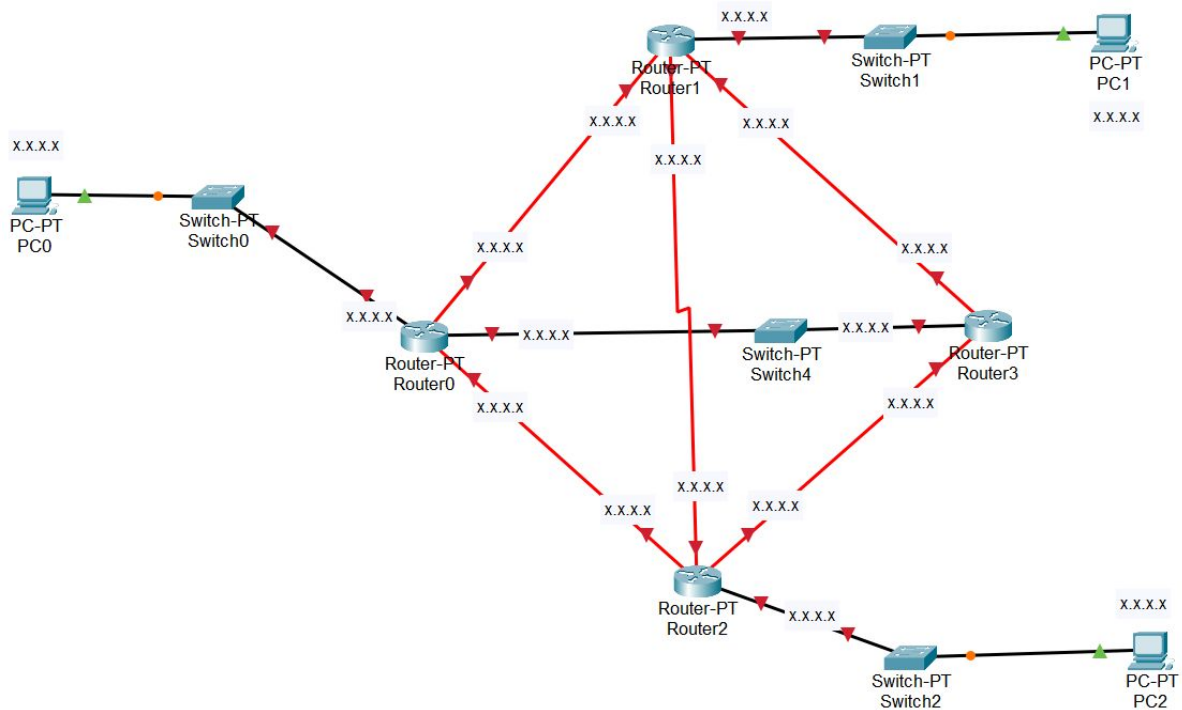 x.x.x.x
Router-PT
Router1
Switch-PT
Switch1
PC-PT
PC1
x.x.x.x
x.x.x.x
x.x.x.x
x.x.x.x
x.x.x.x
PC-PT
PC0
Switch-PT
Switch0
x.x.x.x
x.x.x.x
x.x.x.x
Router-PT
Router0
x.x.x.x
Switch-PT
Switch4
x.x.x.x
Router-PT
Router3
x.x.x.x
x.x.x.x
x.x.x.x
x.x.x.x
x.x.x.x
Router-PT
Router2
x.x.x.x
x.x.x.x
Switch-PT
Switch2
PC-PT
PC2